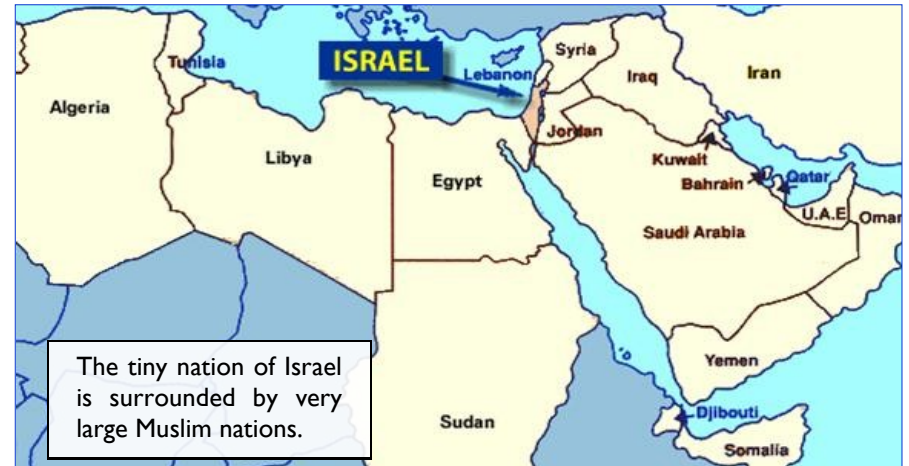 Tunisia
ISRAEL
Lebanon
Syria
Iraq
Iran
Algeria
Jordan
Libya
Kuwait
Egypt
Bahrain
Qatar
U.A.E
Oman
Saudi Arabia
The tiny nation of Israel
is surrounded by very
large Muslim nations.
Yemen
Sudan
Djibouti
Somalia